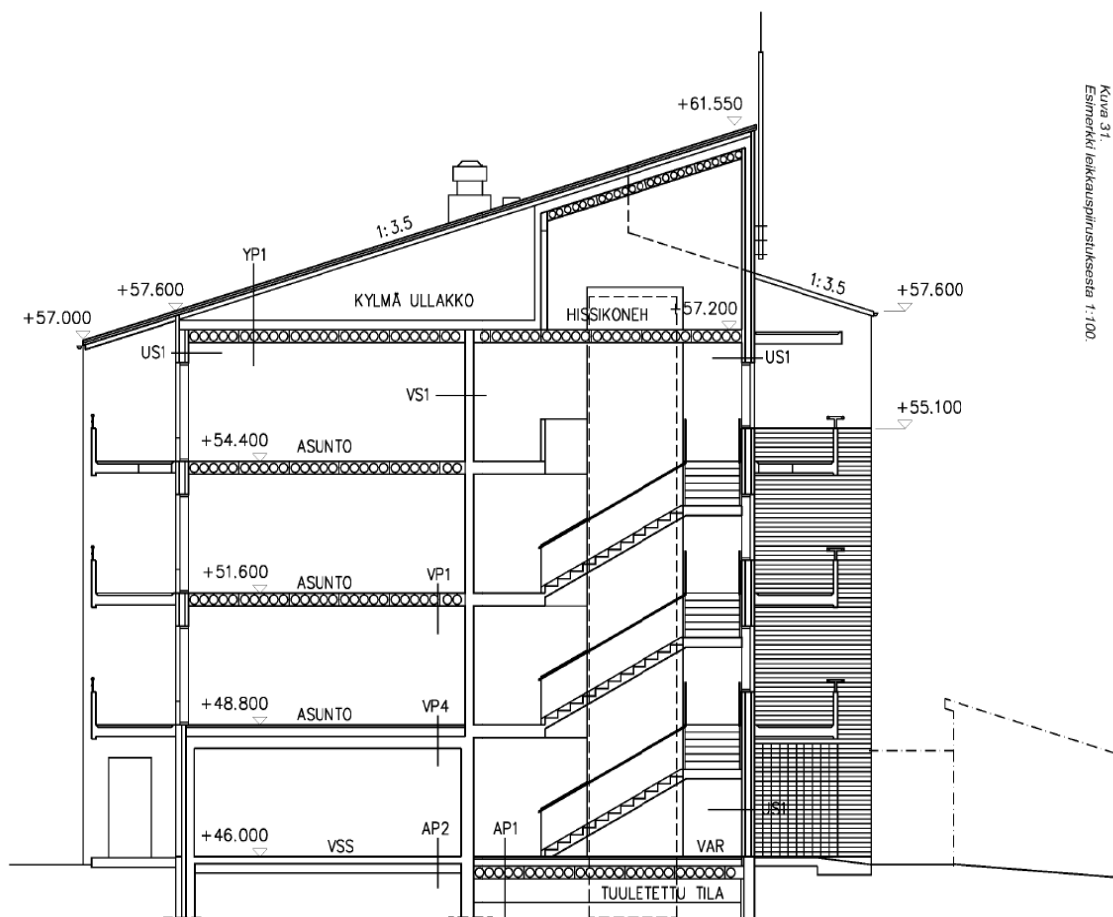 Kuva 31.
Esimerkki leikkauspiirustuksesta 1:100.
+61.550
1:3.5
YP1
+57.600
+57.000
KYLMÄ ULLAKKO
HISSIKONEH
+57.200
1:3.5
+57.600
US1
US1
VS1
+55.100
+54.400
ASUNTO
+51.600
ASUNTO
VP1
+48.800
ASUNTO
VP4
US1
+46.000
VSS
AP2
AP1
VAR
TUULETETTU TILA